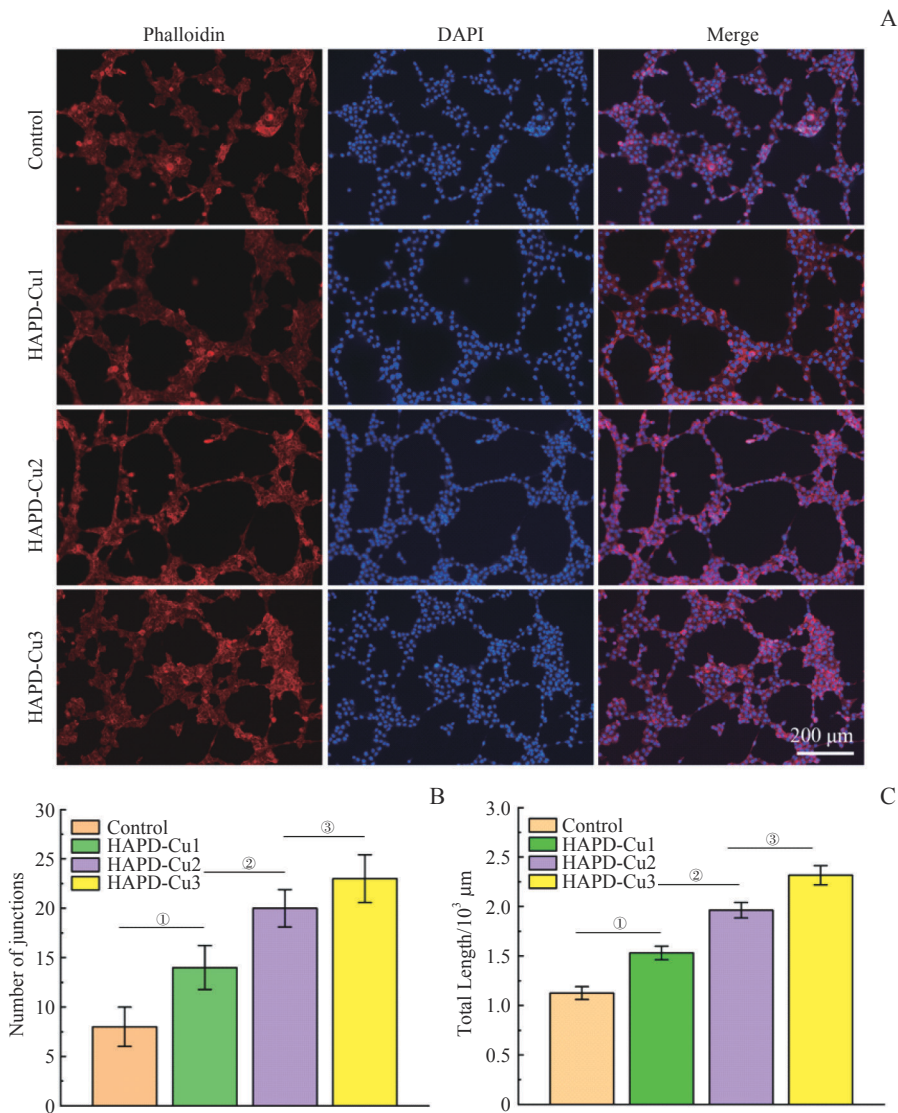 A
Phalloidin DAPI Merge
Control
HAPD-Cu1
HAPD-Cu2
HAPD-Cu3
200 μm
B
Number of junctions
30
25
20
15
10
5
0
Control
HAPD-Cu1
HAPD-Cu2
HAPD-Cu3
①
②
③
C
Total Length/10³ μm
3.0
2.5
2.0
1.5
1.0
0.5
0.0
Control
HAPD-Cu1
HAPD-Cu2
HAPD-Cu3
①
②
③